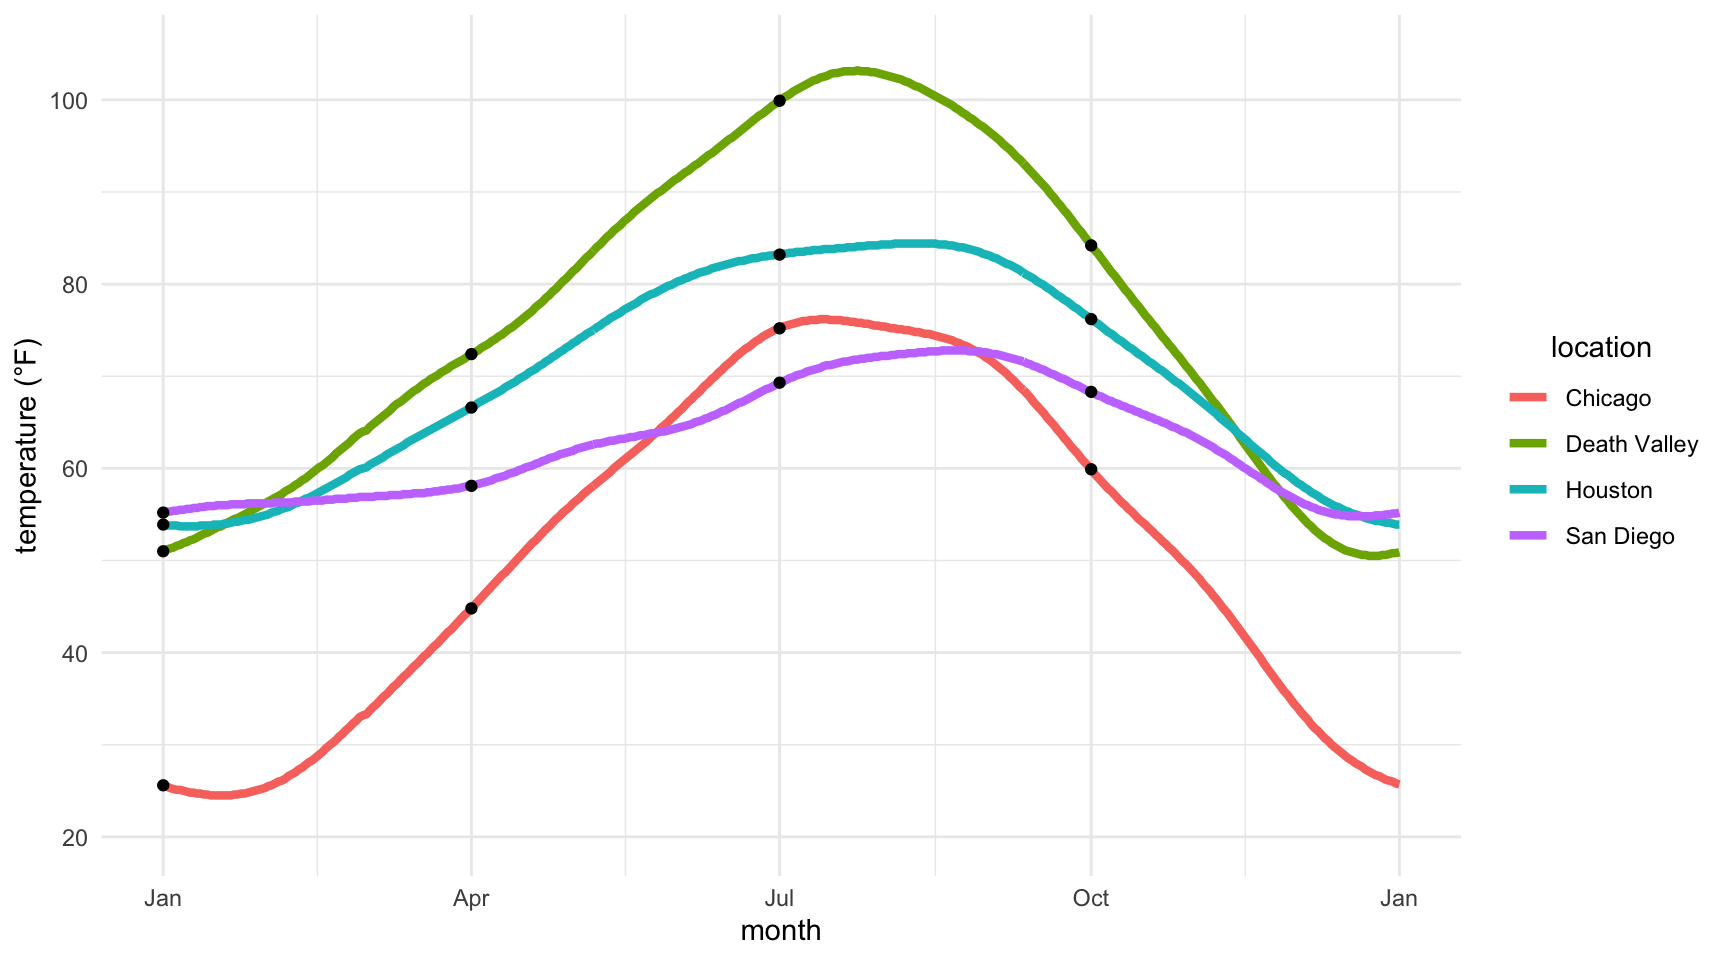 temperature (°F)
100
80
60
40
20
Jan
Apr
Jul
Oct
Jan
month
location
Chicago
Death Valley
Houston
San Diego